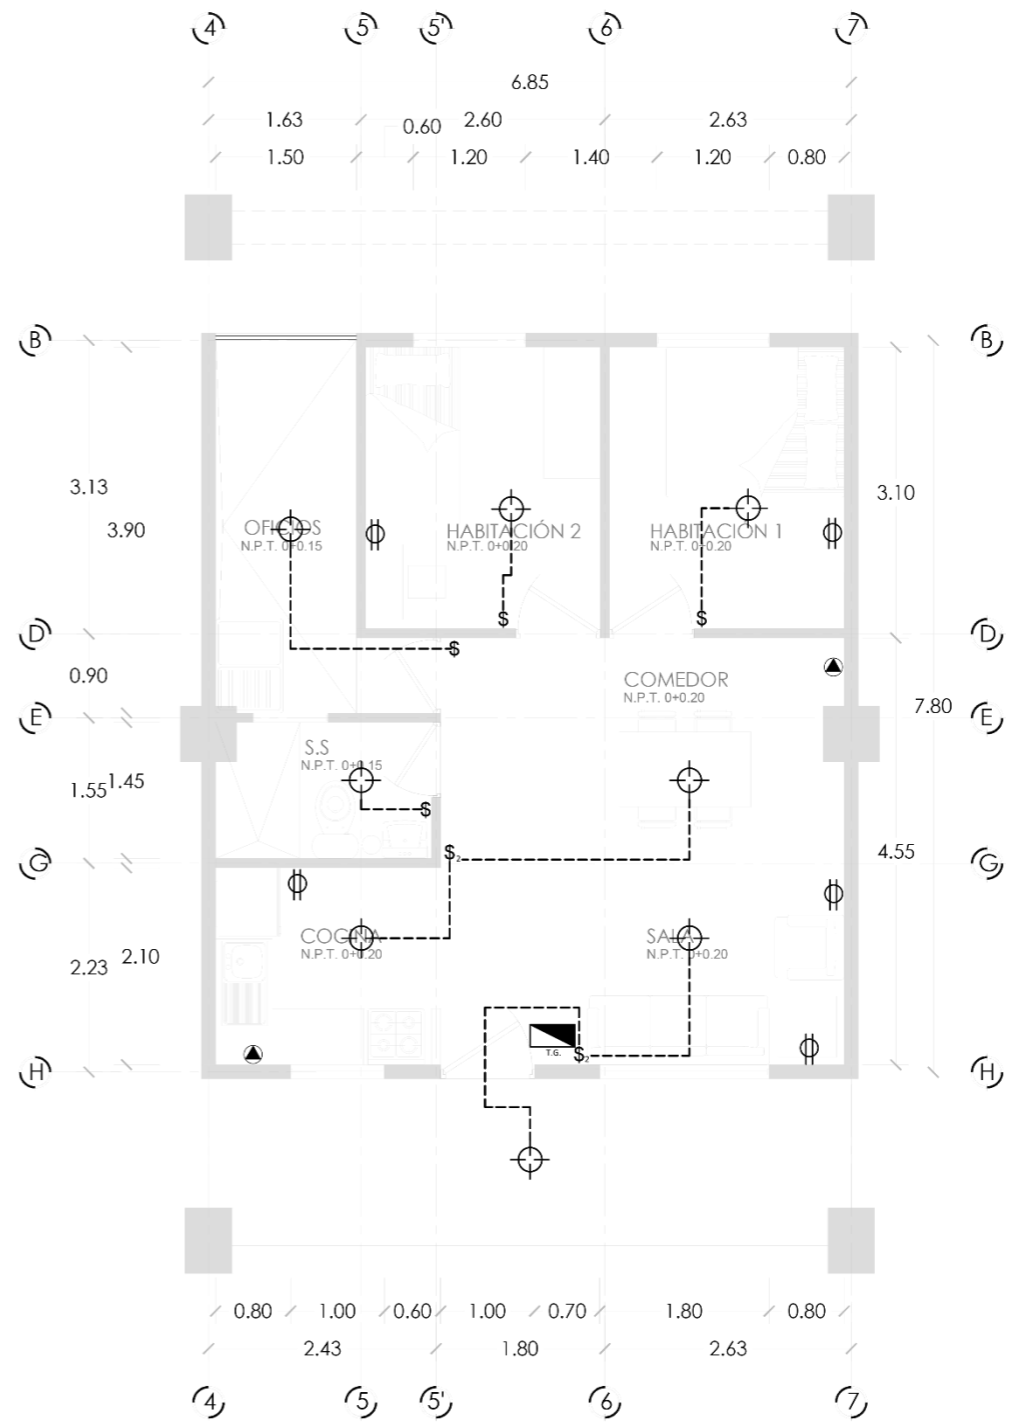 4 5 5' 6 7
6.85
1.63 2.60 2.63
0.60
1.50 1.20 1.40 1.20 0.80
B B
3.13 3.10
3.90
OFICIOS
N.P.T. 0+0.15
HABITACIÓN 2
N.P.T. 0+0.20
HABITACIÓN 1
N.P.T. 0+0.20
$ $
D D
$
0.90
COMEDOR
N.P.T. 0+0.20
7.80
E E
S.S
N.P.T. 0+0.15
1.55 1.45
$
$2
4.55
G G
COCINA
N.P.T. 0+0.20
SALA
N.P.T. 0+0.20
2.23 2.10
T.G.
$2
H H
0.80 1.00 0.60 1.00 0.70 1.80 0.80
2.43 1.80 2.63
4 5 5' 6 7